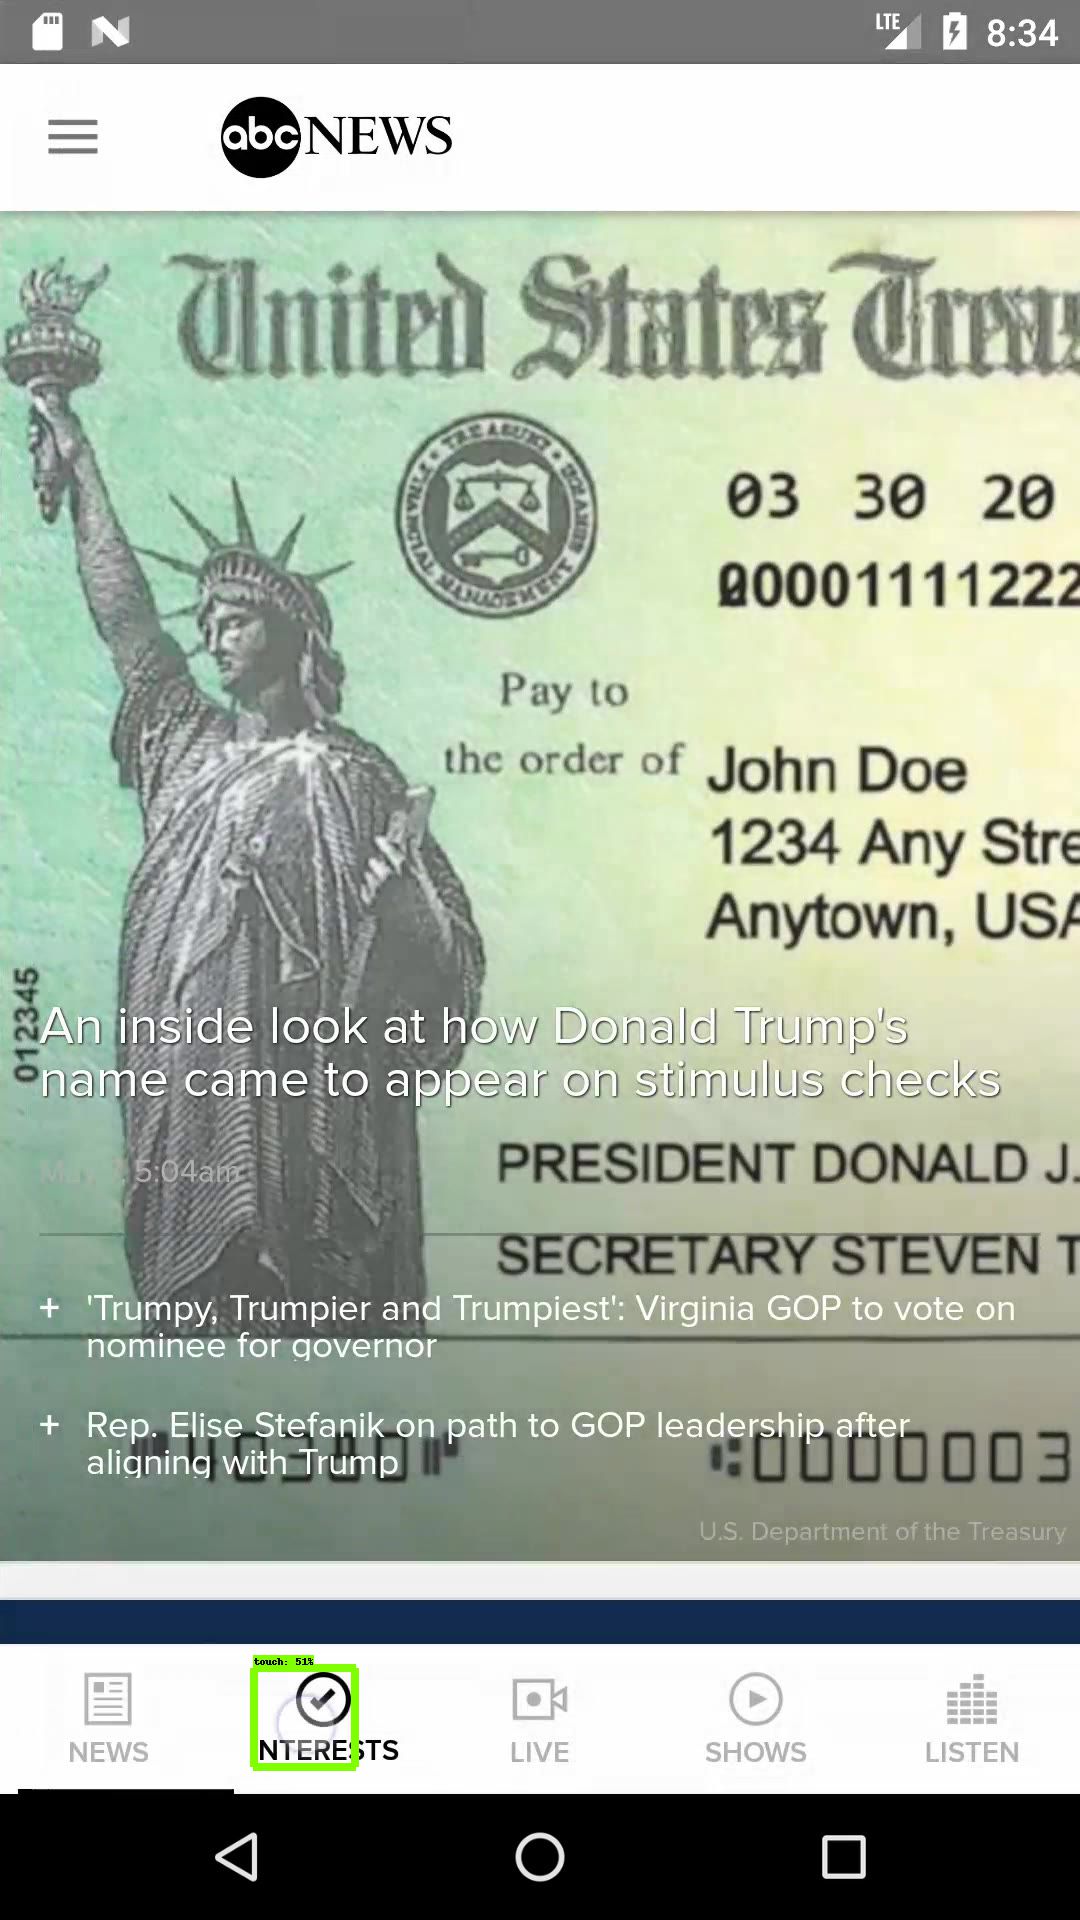 LTE 8:34
abc NEWS
United States Treas
03 30 20
00001111222
Pay to
the order of
John Doe
1234 Any Stre
Anytown, USA
012345
An inside look at how Donald Trump's
name came to appear on stimulus checks
May 7, 5:04am
PRESIDENT DONALD J.
SECRETARY STEVEN T
+ 'Trumpy, Trumpier and Trumpiest': Virginia GOP to vote on
nominee for governor
+ Rep. Elise Stefanik on path to GOP leadership after
aligning with Trump
0000003
U.S. Department of the Treasury
touch: 51%
NEWS
NTERESTS
LIVE
SHOWS
LISTEN